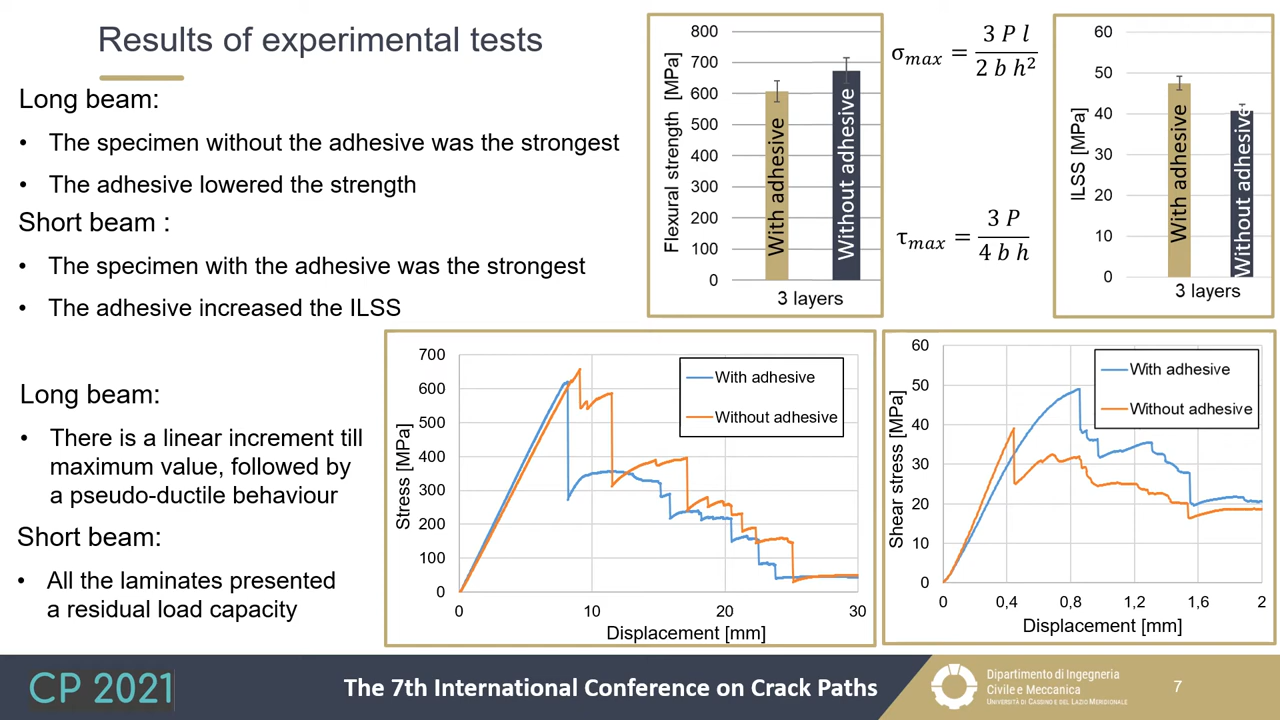 Results of experimental tests
Long beam:
• The specimen without the adhesive was the strongest
• The adhesive lowered the strength
Short beam :
• The specimen with the adhesive was the strongest
• The adhesive increased the ILSS
Long beam:
• There is a linear increment till
maximum value, followed by
a pseudo-ductile behaviour
Short beam:
• All the laminates presented
a residual load capacity
Flexural strength [MPa]
800
700
600
500
400
300
200
100
0
With adhesive
Without adhesive
3 layers
σmax = 3 P l / 2 b h²
τmax = 3 P / 4 b h
ILSS [MPa]
60
50
40
30
20
10
0
With adhesive
Without adhesive
3 layers
Stress [MPa]
700
600
500
400
300
200
100
0
0 10 20 30
Displacement [mm]
With adhesive
Without adhesive
Shear stress [MPa]
60
50
40
30
20
10
0
0 0,4 0,8 1,2 1,6 2
Displacement [mm]
With adhesive
Without adhesive
CP 2021
The 7th International Conference on Crack Paths
Dipartimento di Ingegneria
Civile e Meccanica
Università di Cassino e del Lazio Meridionale
7